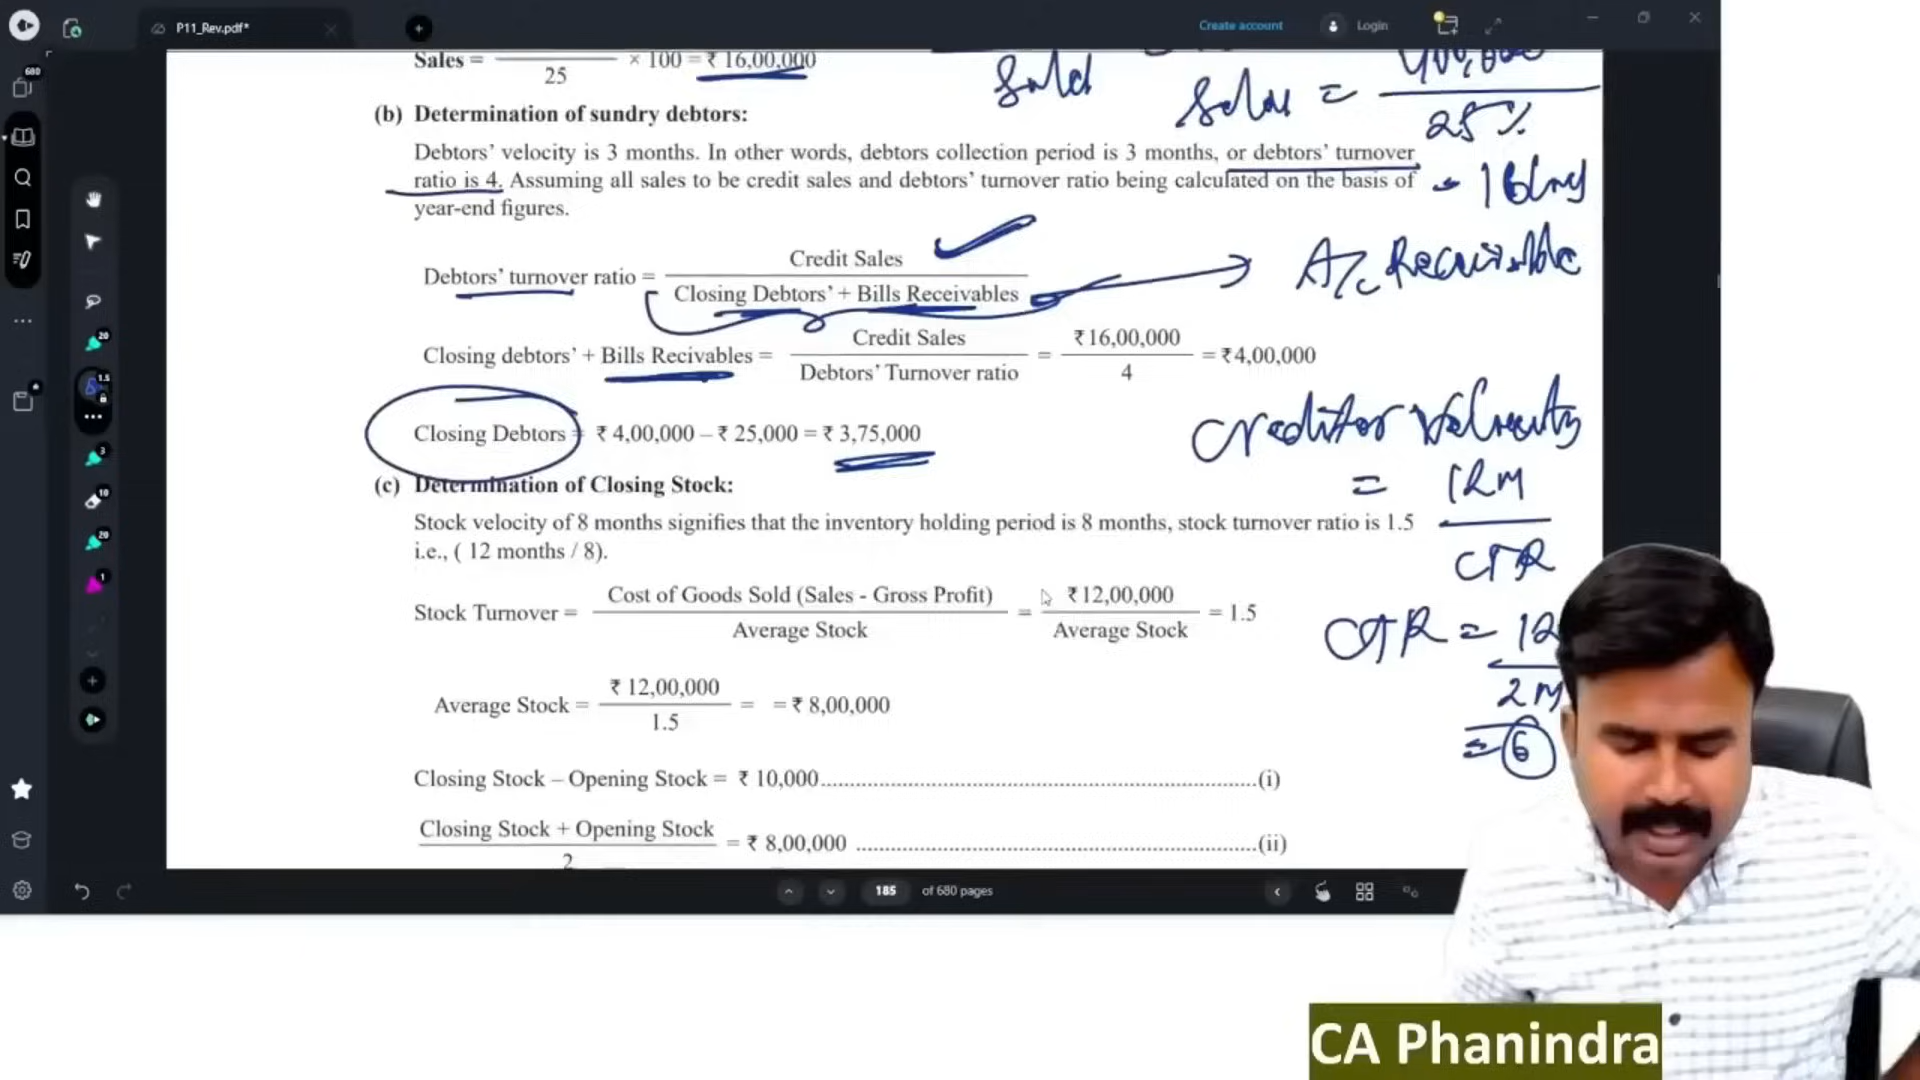 P11_Rev.pdf*
Create account
Login
680
Sales = ——— × 100 = ₹ 16,00,000
25
Sold
Sales =
25%
(b) Determination of sundry debtors:
Debtors’ velocity is 3 months. In other words, debtors collection period is 3 months, or debtors’ turnover
ratio is 4. Assuming all sales to be credit sales and debtors’ turnover ratio being calculated on the basis of
year-end figures.
Credit Sales
Debtors’ turnover ratio =
Closing Debtors’ + Bills Receivables
A/c Receivable
Credit Sales ₹16,00,000
Closing debtors’ + Bills Recivables = = = ₹4,00,000
Debtors’ Turnover ratio 4
Creditor Velocity
Closing Debtors = ₹ 4,00,000 – ₹ 25,000 = ₹ 3,75,000
= 12M
CTR
(c) Determination of Closing Stock:
Stock velocity of 8 months signifies that the inventory holding period is 8 months, stock turnover ratio is 1.5
i.e., ( 12 months / 8).
Cost of Goods Sold (Sales - Gross Profit) ₹12,00,000
Stock Turnover = = = 1.5
Average Stock Average Stock
CTR = 12
2M
= 6
₹ 12,00,000
Average Stock = = = ₹ 8,00,000
1.5
Closing Stock – Opening Stock = ₹ 10,000..........(i)
Closing Stock + Opening Stock
= ₹ 8,00,000 ..........(ii)
2
185 of 680 pages
CA Phanindra